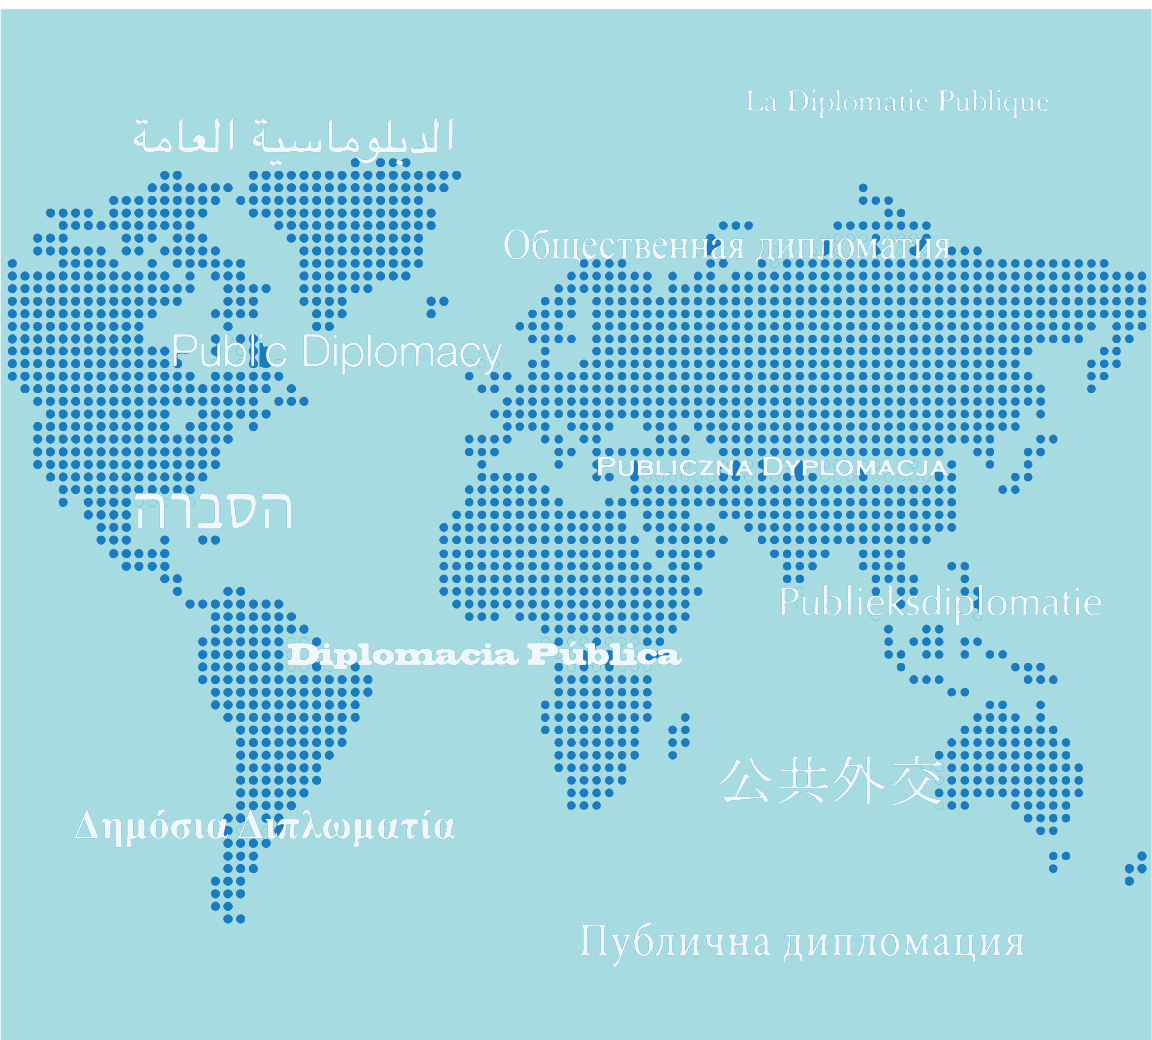 La Diplomatie Publique
الدبلوماسية العامة
Общественная дипломатия
Public Diplomacy
Publiczna Dyplomacja
הסברה
Publieksdiplomatie
Diplomacia Pública
公共外交
Δημόσια Διπλωματία
Публична дипломация